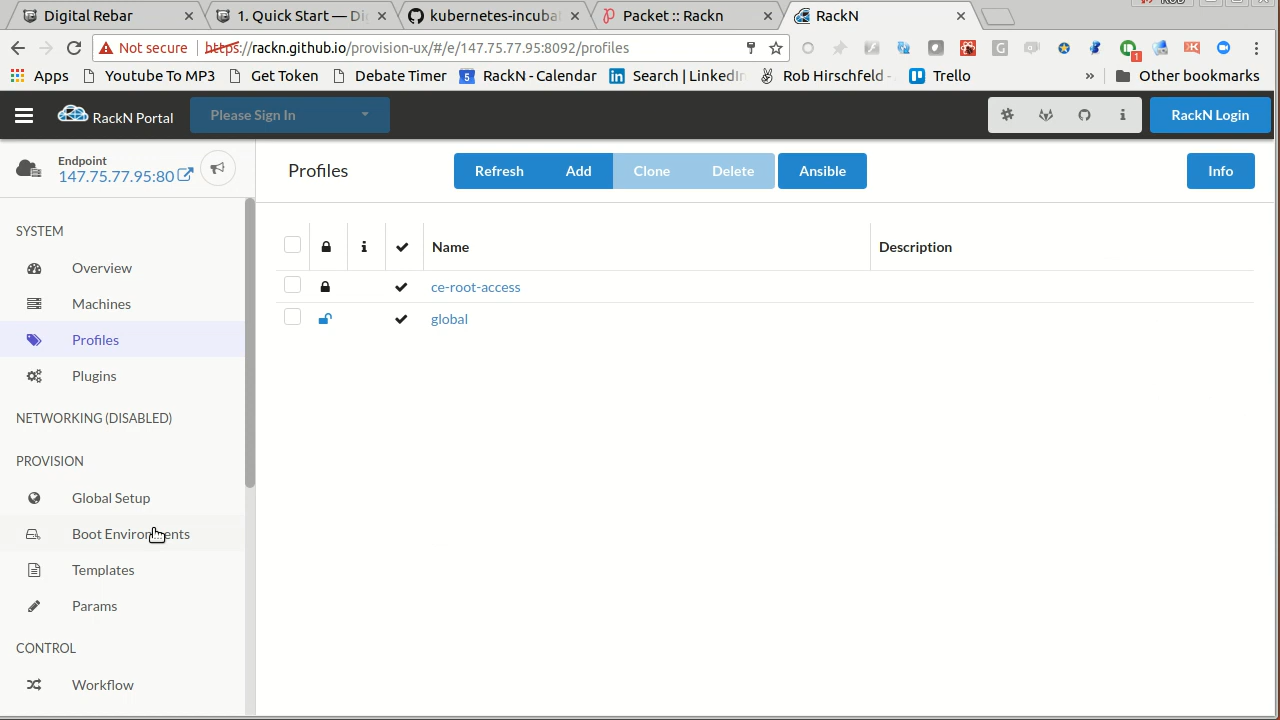 Digital Rebar
1. Quick Start — Di
kubernetes-incuba
Packet :: Rackn
RackN
Not secure
https://rackn.github.io/provision-ux/#/e/147.75.77.95:8092/profiles
Apps
Youtube To MP3
Get Token
Debate Timer
5
RackN - Calendar
Search | LinkedIn
Rob Hirschfeld -
Trello
»
Other bookmarks
RackN Portal
Please Sign In
RackN Login
Endpoint
147.75.77.95:80
Profiles
Refresh
Add
Clone
Delete
Ansible
Info
SYSTEM
Overview
Machines
Profiles
Plugins
NETWORKING (DISABLED)
PROVISION
Global Setup
Boot Environments
Templates
Params
CONTROL
Workflow
Name
Description
ce-root-access
global